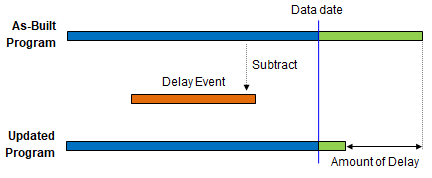 Data date
As-Built
Program
Subtract
Delay Event
Updated
Program
Amount of Delay